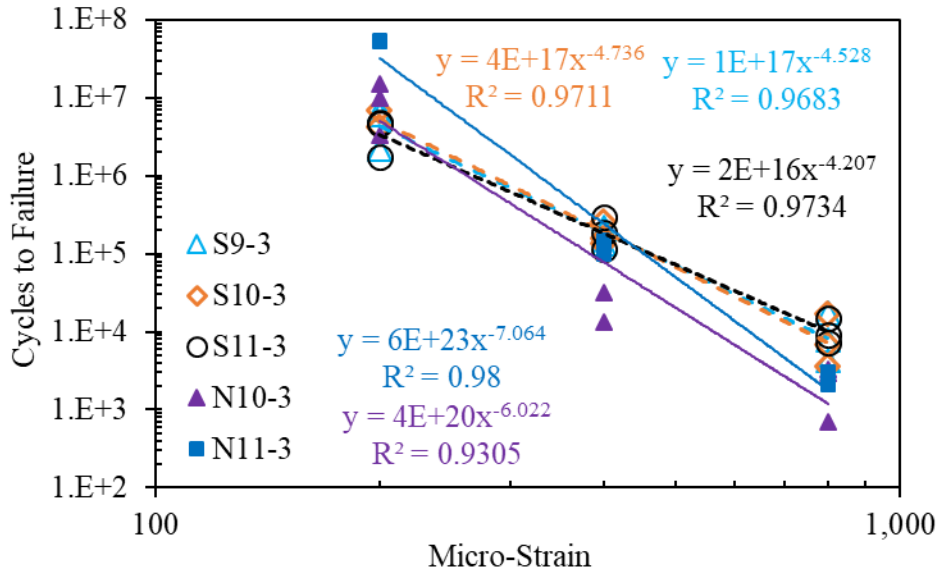 1.E+8
1.E+7
1.E+6
1.E+5
1.E+4
1.E+3
1.E+2
Cycles to Failure
y = 4E+17x^-4.736
R² = 0.9711
y = 1E+17x^-4.528
R² = 0.9683
y = 2E+16x^-4.207
R² = 0.9734
S9-3
S10-3
S11-3
N10-3
N11-3
y = 6E+23x^-7.064
R² = 0.98
y = 4E+20x^-6.022
R² = 0.9305
100
1,000
Micro-Strain